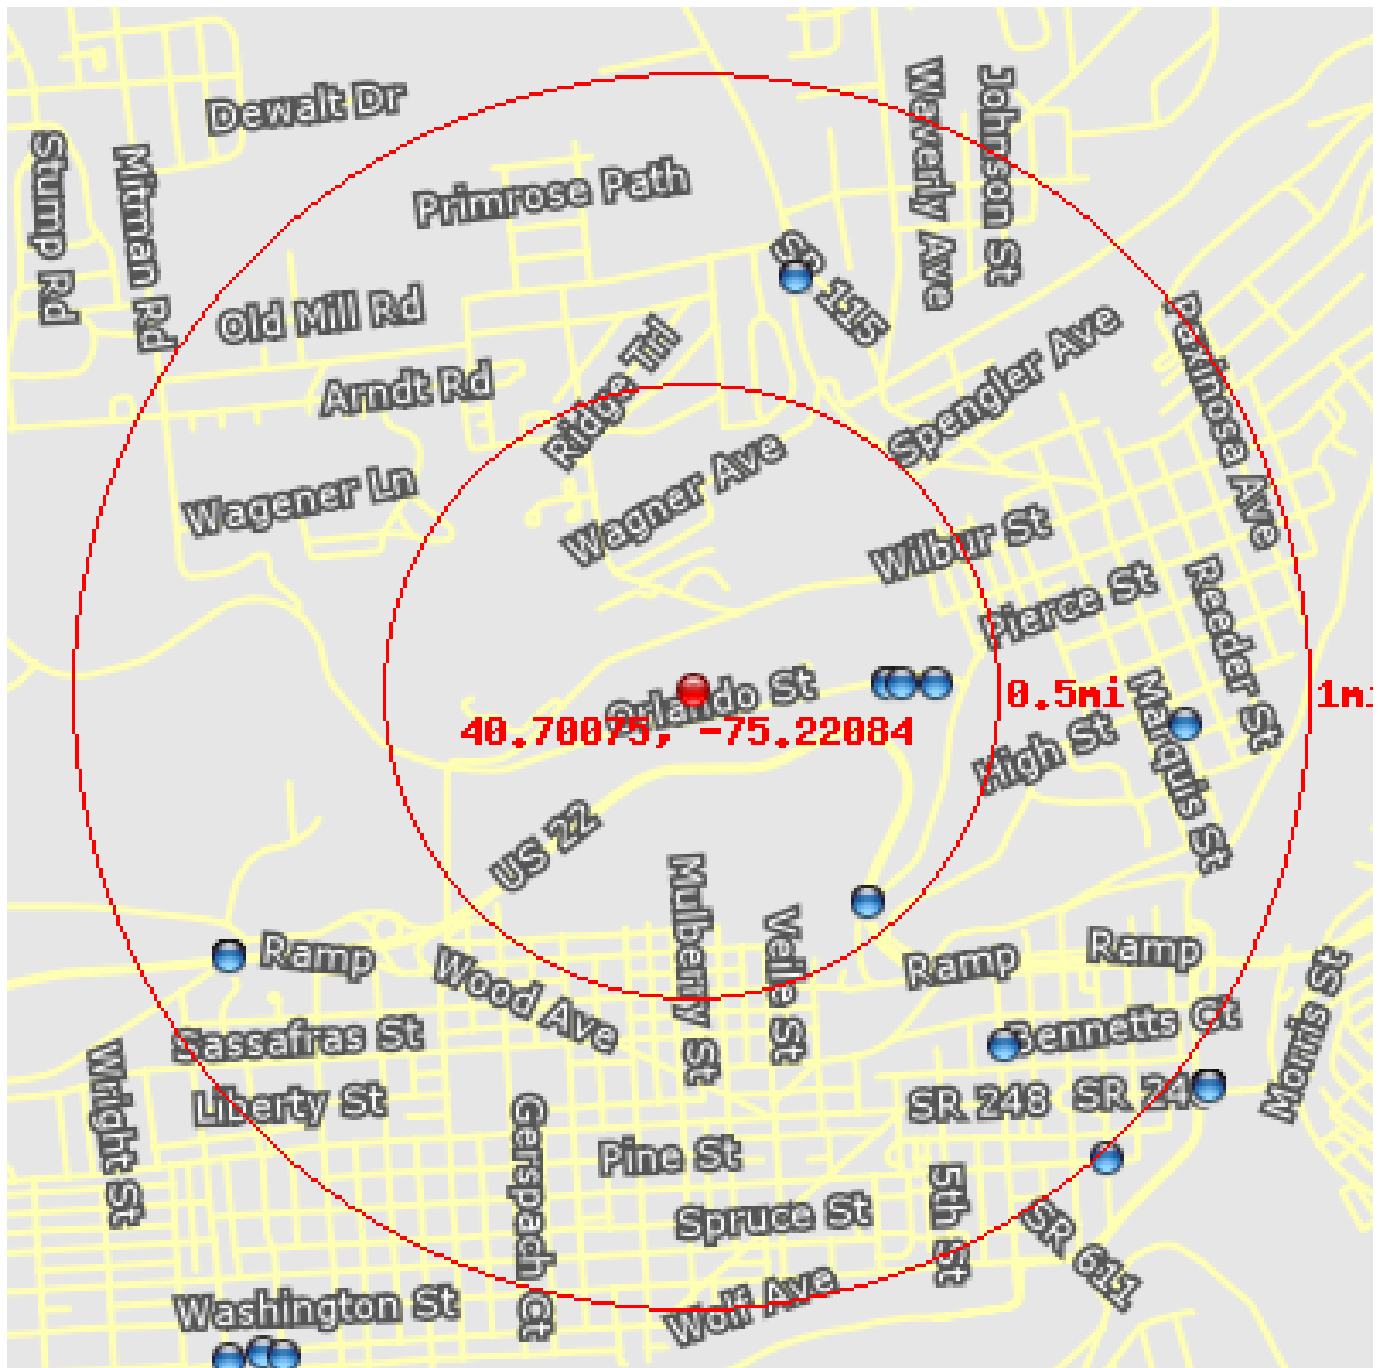 Dewalt Dr
Waverly Ave
Johnson St
Stump Rd
Mitman Rd
Primrose Path
SR 115
Old Mill Rd
Ridge Trl
Spengler Ave
Paxinosa Ave
Arndt Rd
Wagener Ln
Wagner Ave
Wilbur St
Pierce St
Reeder St
Orlando St
0.5mi
1mi
40.70075, -75.22084
High St
Marquis St
US 22
Mulberry St
Veile St
Ramp
Wood Ave
Ramp
Ramp
Morris St
Sassafras St
Bennetts Ct
Wright St
Liberty St
SR 248
SR 248
Gerspach Ct
Pine St
5th St
Spruce St
SR 611
Washington St
Wolf Ave